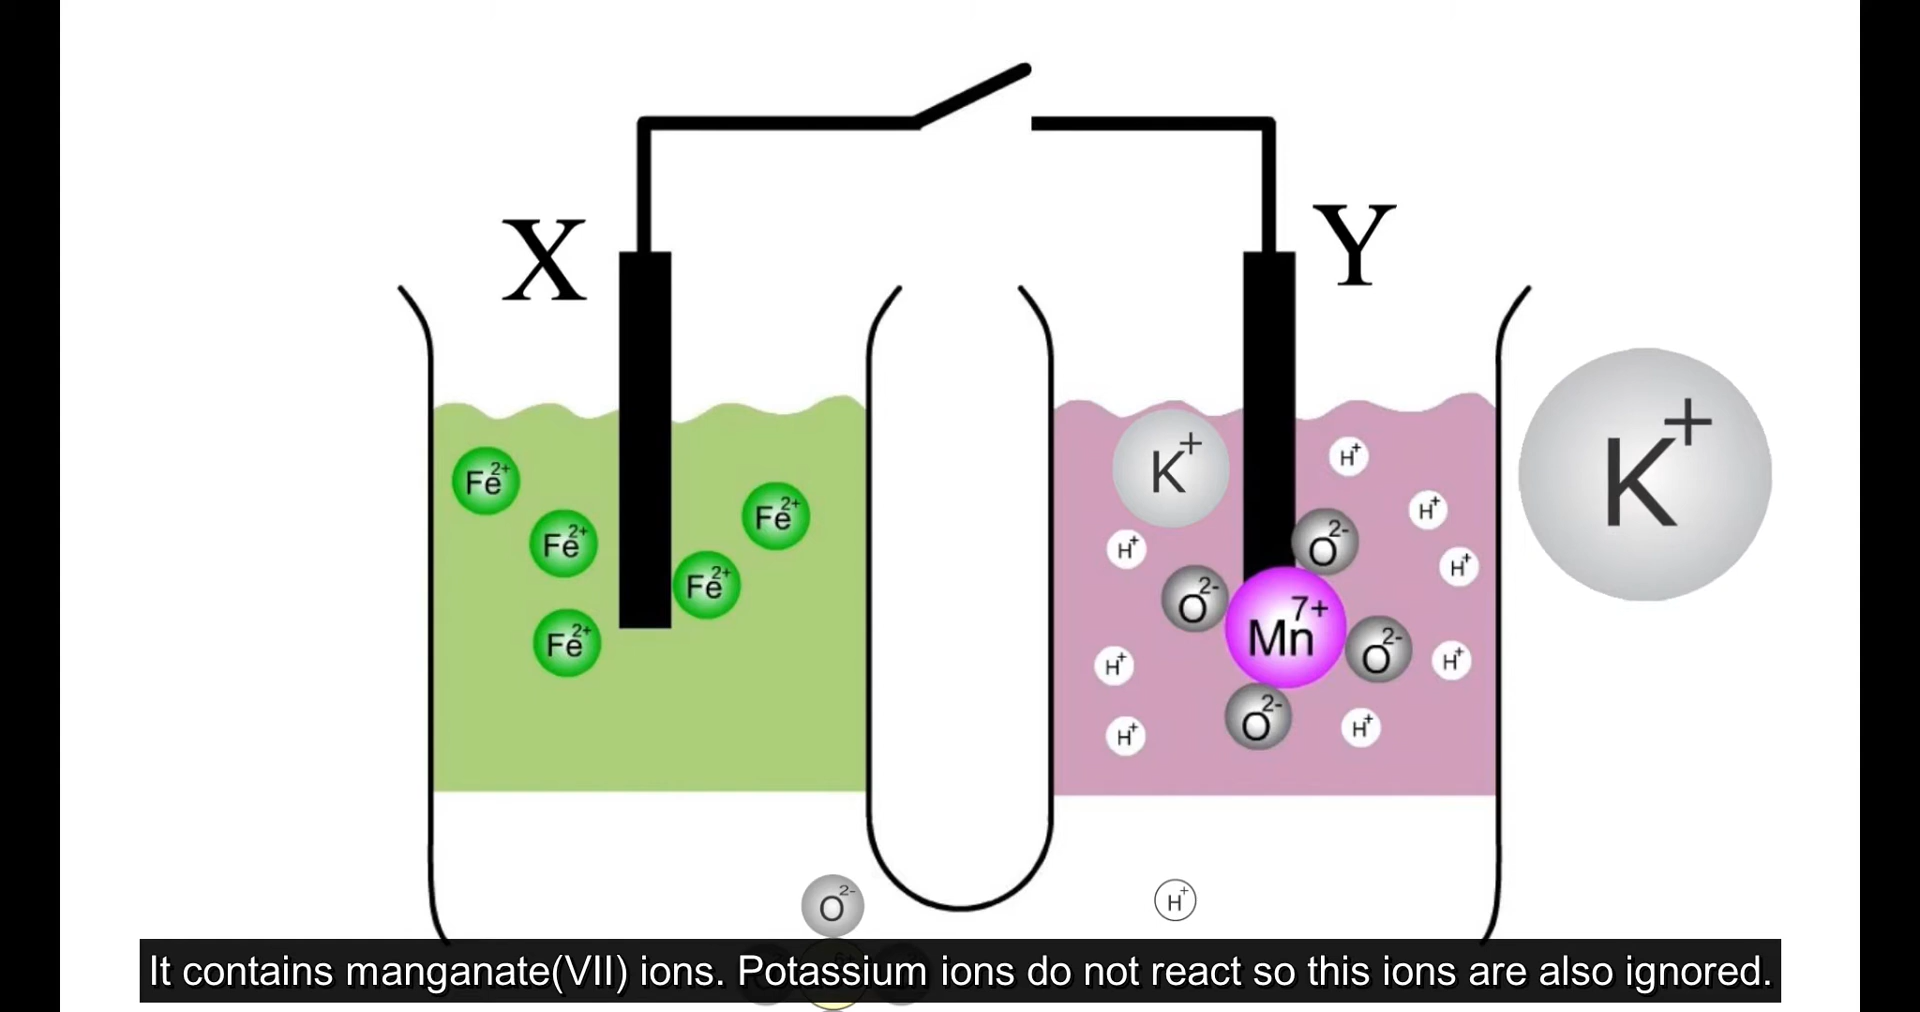 X
Y
Fe2+
Fe2+
Fe2+
Fe2+
Fe2+
K+
H+
H+
H+
H+
H+
H+
H+
H+
O2-
O2-
O2-
O2-
Mn7+
K+
O2-
H+
It contains manganate(VII) ions. Potassium ions do not react so this ions are also ignored.